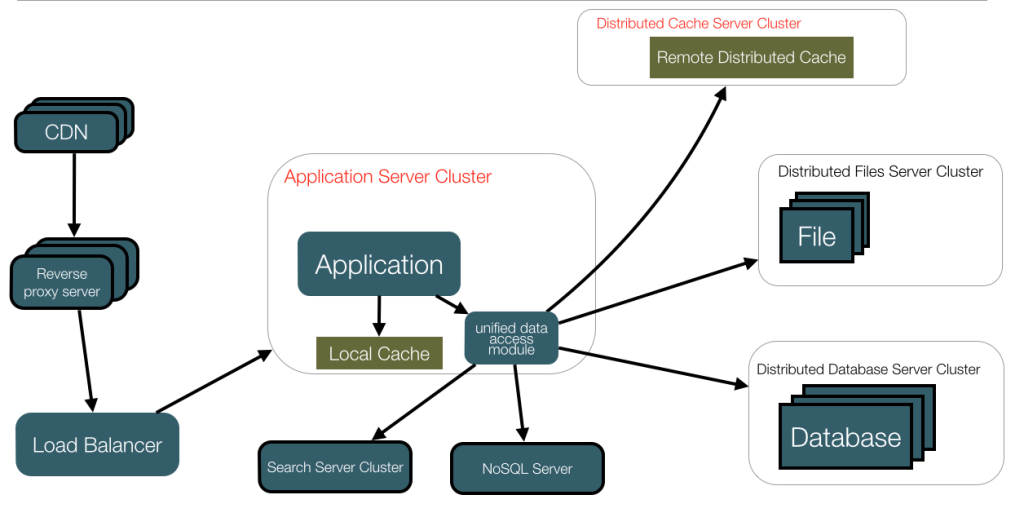 Distributed Cache Server Cluster
Remote Distributed Cache
CDN
Application Server Cluster
Distributed Files Server Cluster
File
Application
Reverse
proxy server
unified data
access
module
Local Cache
Distributed Database Server Cluster
Database
Load Balancer
Search Server Cluster
NoSQL Server